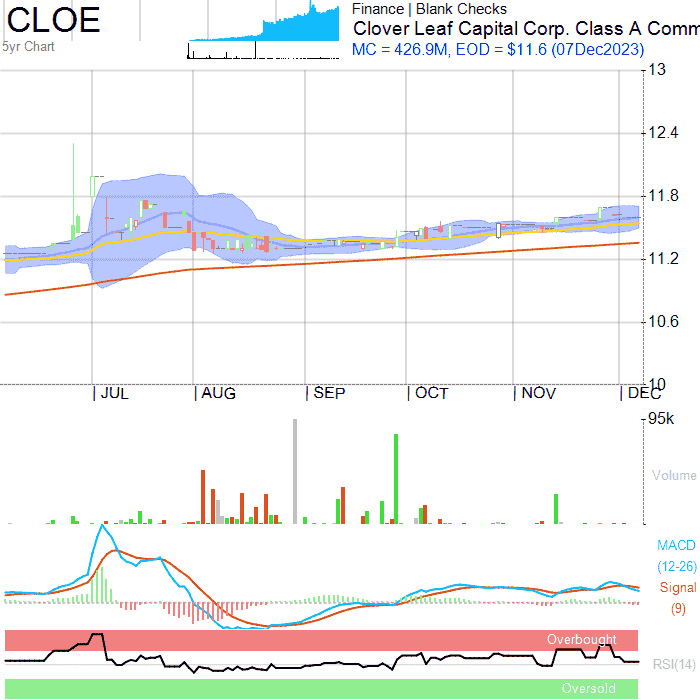 CLOE
5yr Chart
Finance | Blank Checks
Clover Leaf Capital Corp. Class A Comm
MC = 426.9M, EOD = $11.6 (07Dec2023)
13
12.4
11.8
11.2
10.6
10
JUL AUG SEP OCT NOV DEC
95k
Volume
MACD
(12-26)
Signal
(9)
Overbought
RSI(14)
Oversold